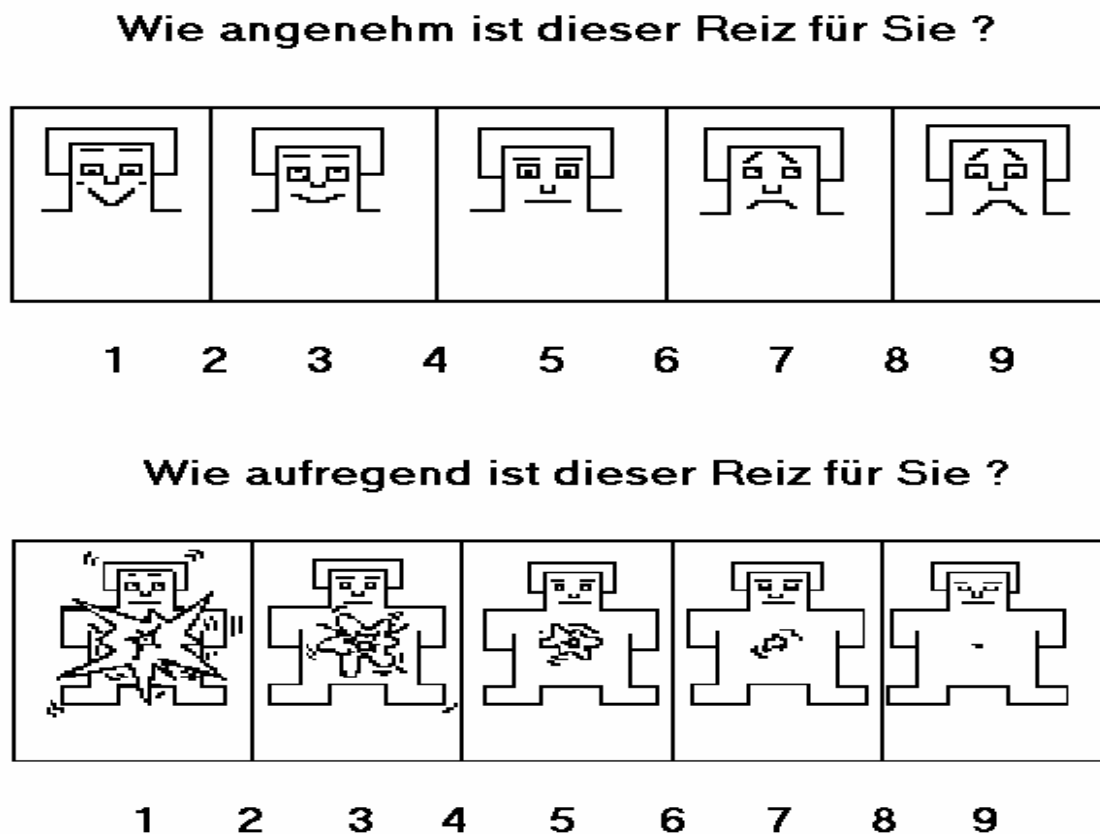 Wie angenehm ist dieser Reiz für Sie ?
1 2 3 4 5 6 7 8 9
Wie aufregend ist dieser Reiz für Sie ?
1 2 3 4 5 6 7 8 9